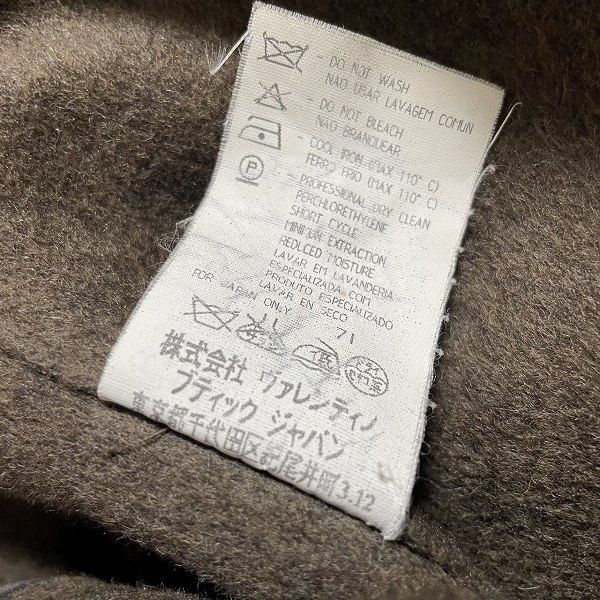 - DO NOT WASH
NAO USAR LAVAGEM COMUN
- DO NOT BLEACH
NAO BRANQUEAR
- COOL IRON (MAX 110° C)
FERRO FRIO (MAX 110° C)
P
- PROFESSIONAL DRY CLEAN
PERCHLORETHYLENE
SHORT CYCLE
MINIMUM EXTRACTION
REDUCED MOISTURE
LAVAR EM LAVANDERIA
ESPECIALIZADA COM
PRODUTO ESPECIALIZADO
LAVAR EN SECO
FOR JAPAN ONLY
71
低
株式会社 ヴァレンティノ
ブティック ジャパン
東京都千代田区紀尾井町3.12